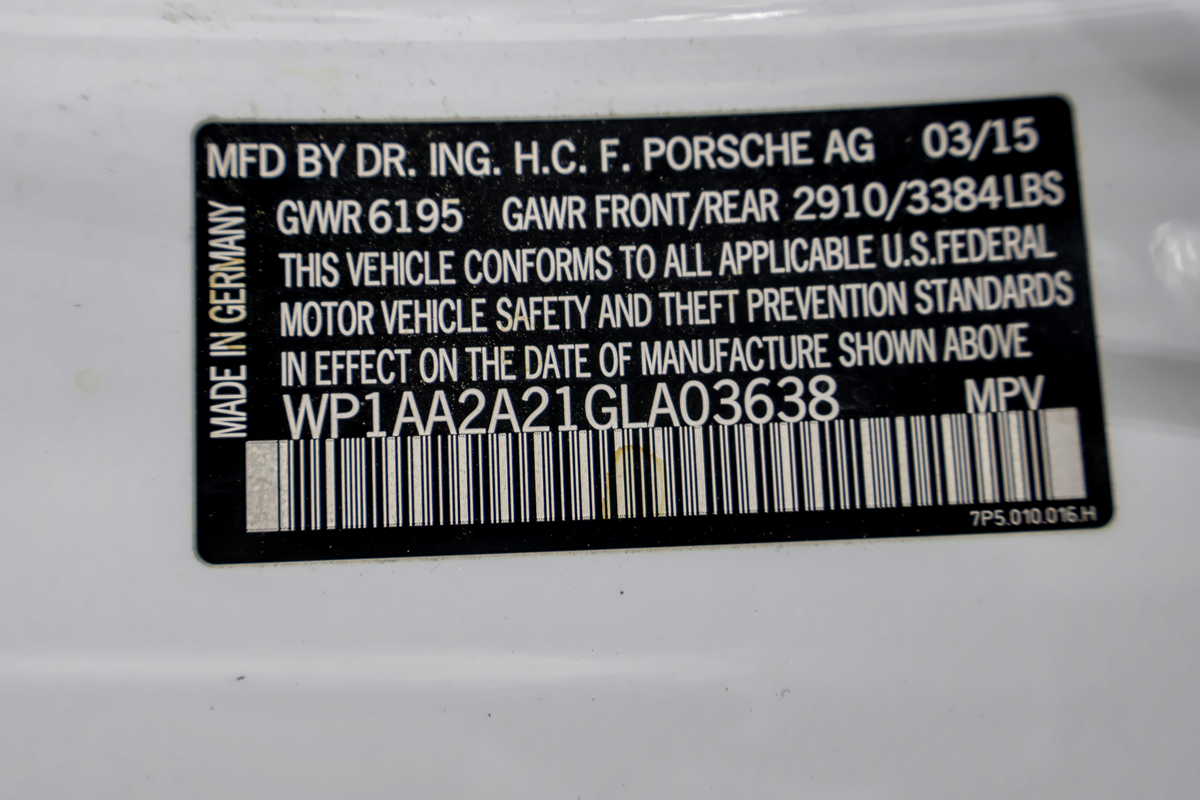 MFD BY DR. ING. H.C. F. PORSCHE AG 03/15
GVWR 6195 GAWR FRONT/REAR 2910/3384 LBS
THIS VEHICLE CONFORMS TO ALL APPLICABLE U.S.FEDERAL
MOTOR VEHICLE SAFETY AND THEFT PREVENTION STANDARDS
IN EFFECT ON THE DATE OF MANUFACTURE SHOWN ABOVE
WP1AA2A21GLA03638 MPV
7P5.010.016.H
MADE IN GERMANY